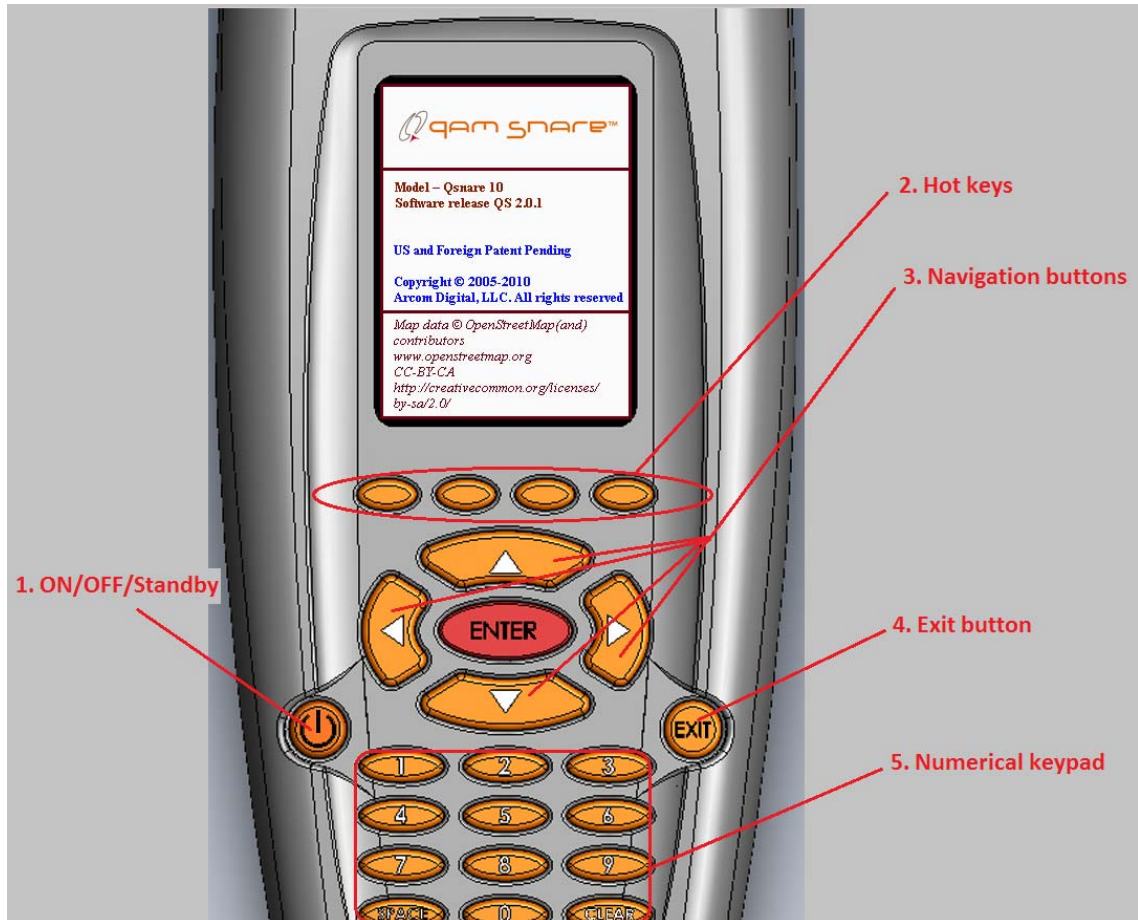 qam snare™
Model – Qsnare 10
Software release QS 2.0.1
US and Foreign Patent Pending
Copyright © 2005-2010
Arcom Digital, LLC. All rights reserved
Map data © OpenStreetMap(and)
contributors
www.openstreetmap.org
CC-BY-CA
http://creativecommon.org/licenses/
by-sa/2.0/
2. Hot keys
3. Navigation buttons
1. ON/OFF/Standby
ENTER
4. Exit button
EXIT
5. Numerical keypad
1 2 3
4 5 6
7 8 9
SPACE 0 CLEAR